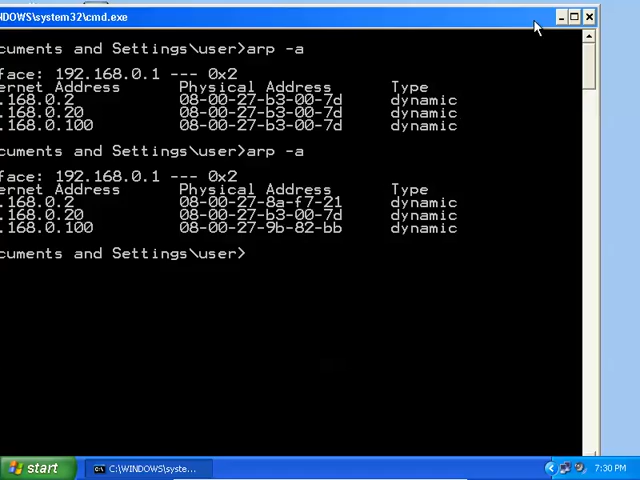 NDOWS\system32\cmd.exe
cuments and Settings\user>arp -a
face: 192.168.0.1 --- 0x2
ernet Address Physical Address Type
.168.0.2 08-00-27-b3-00-7d dynamic
.168.0.20 08-00-27-b3-00-7d dynamic
.168.0.100 08-00-27-b3-00-7d dynamic
cuments and Settings\user>arp -a
face: 192.168.0.1 --- 0x2
ernet Address Physical Address Type
.168.0.2 08-00-27-8a-f7-21 dynamic
.168.0.20 08-00-27-b3-00-7d dynamic
.168.0.100 08-00-27-9b-82-bb dynamic
cuments and Settings\user>
start C:\WINDOWS\syste... 7:30 PM